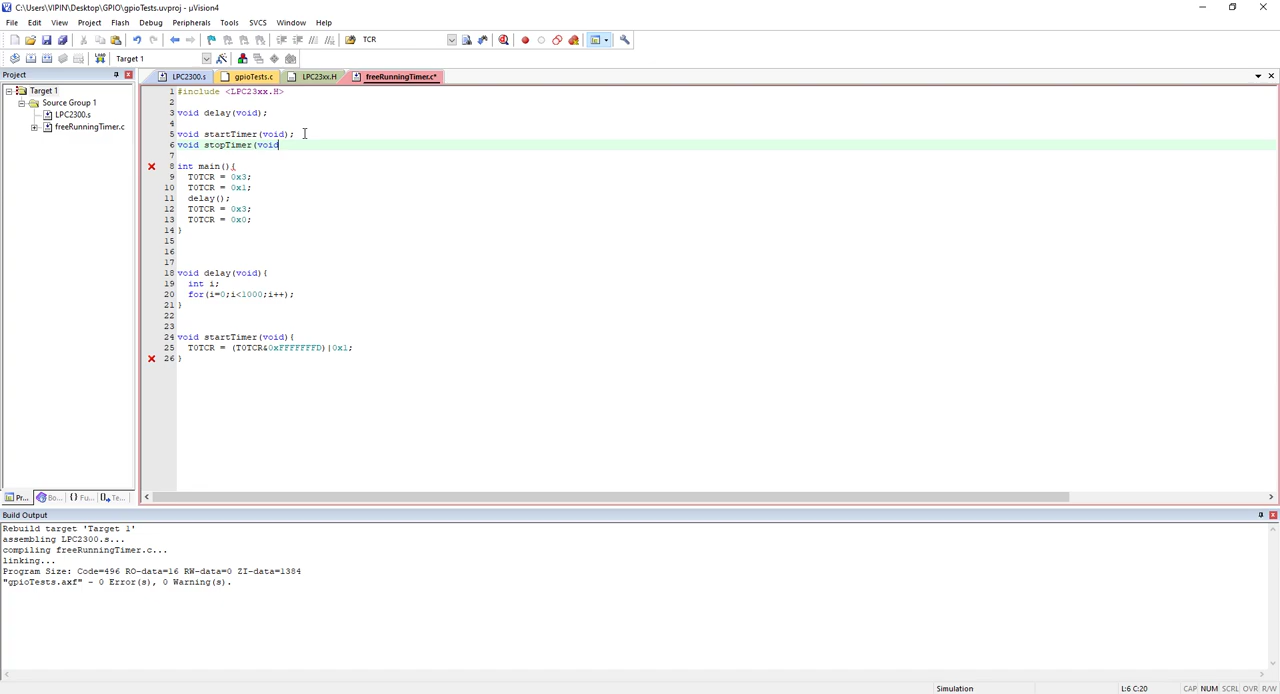 C:\Users\VIPIN\Desktop\GPIO\gpioTests.uvproj - µVision4
File Edit View Project Flash Debug Peripherals Tools SVCS Window Help
TCR
Target 1
Project
LPC2300.s gpioTests.c LPC23xx.H freeRunningTimer.c*
Target 1
Source Group 1
LPC2300.s
freeRunningTimer.c
1 #include <LPC23xx.H>
2
3 void delay(void);
4
5 void startTimer(void);
6 void stopTimer(void
7
8 int main(){
9 T0TCR = 0x3;
10 T0TCR = 0x1;
11 delay();
12 T0TCR = 0x3;
13 T0TCR = 0x0;
14 }
15
16
17
18 void delay(void){
19 int i;
20 for(i=0;i<1000;i++);
21 }
22
23
24 void startTimer(void){
25 T0TCR = (T0TCR&0xFFFFFFFD)|0x1;
26 }
Pr... Bo... {} Fu... Te...
Build Output
Rebuild target 'Target 1'
assembling LPC2300.s...
compiling freeRunningTimer.c...
linking...
Program Size: Code=496 RO-data=16 RW-data=0 ZI-data=1384
"gpioTests.axf" - 0 Error(s), 0 Warning(s).
Simulation L:6 C:20 CAP NUM SCRL OVR R/W